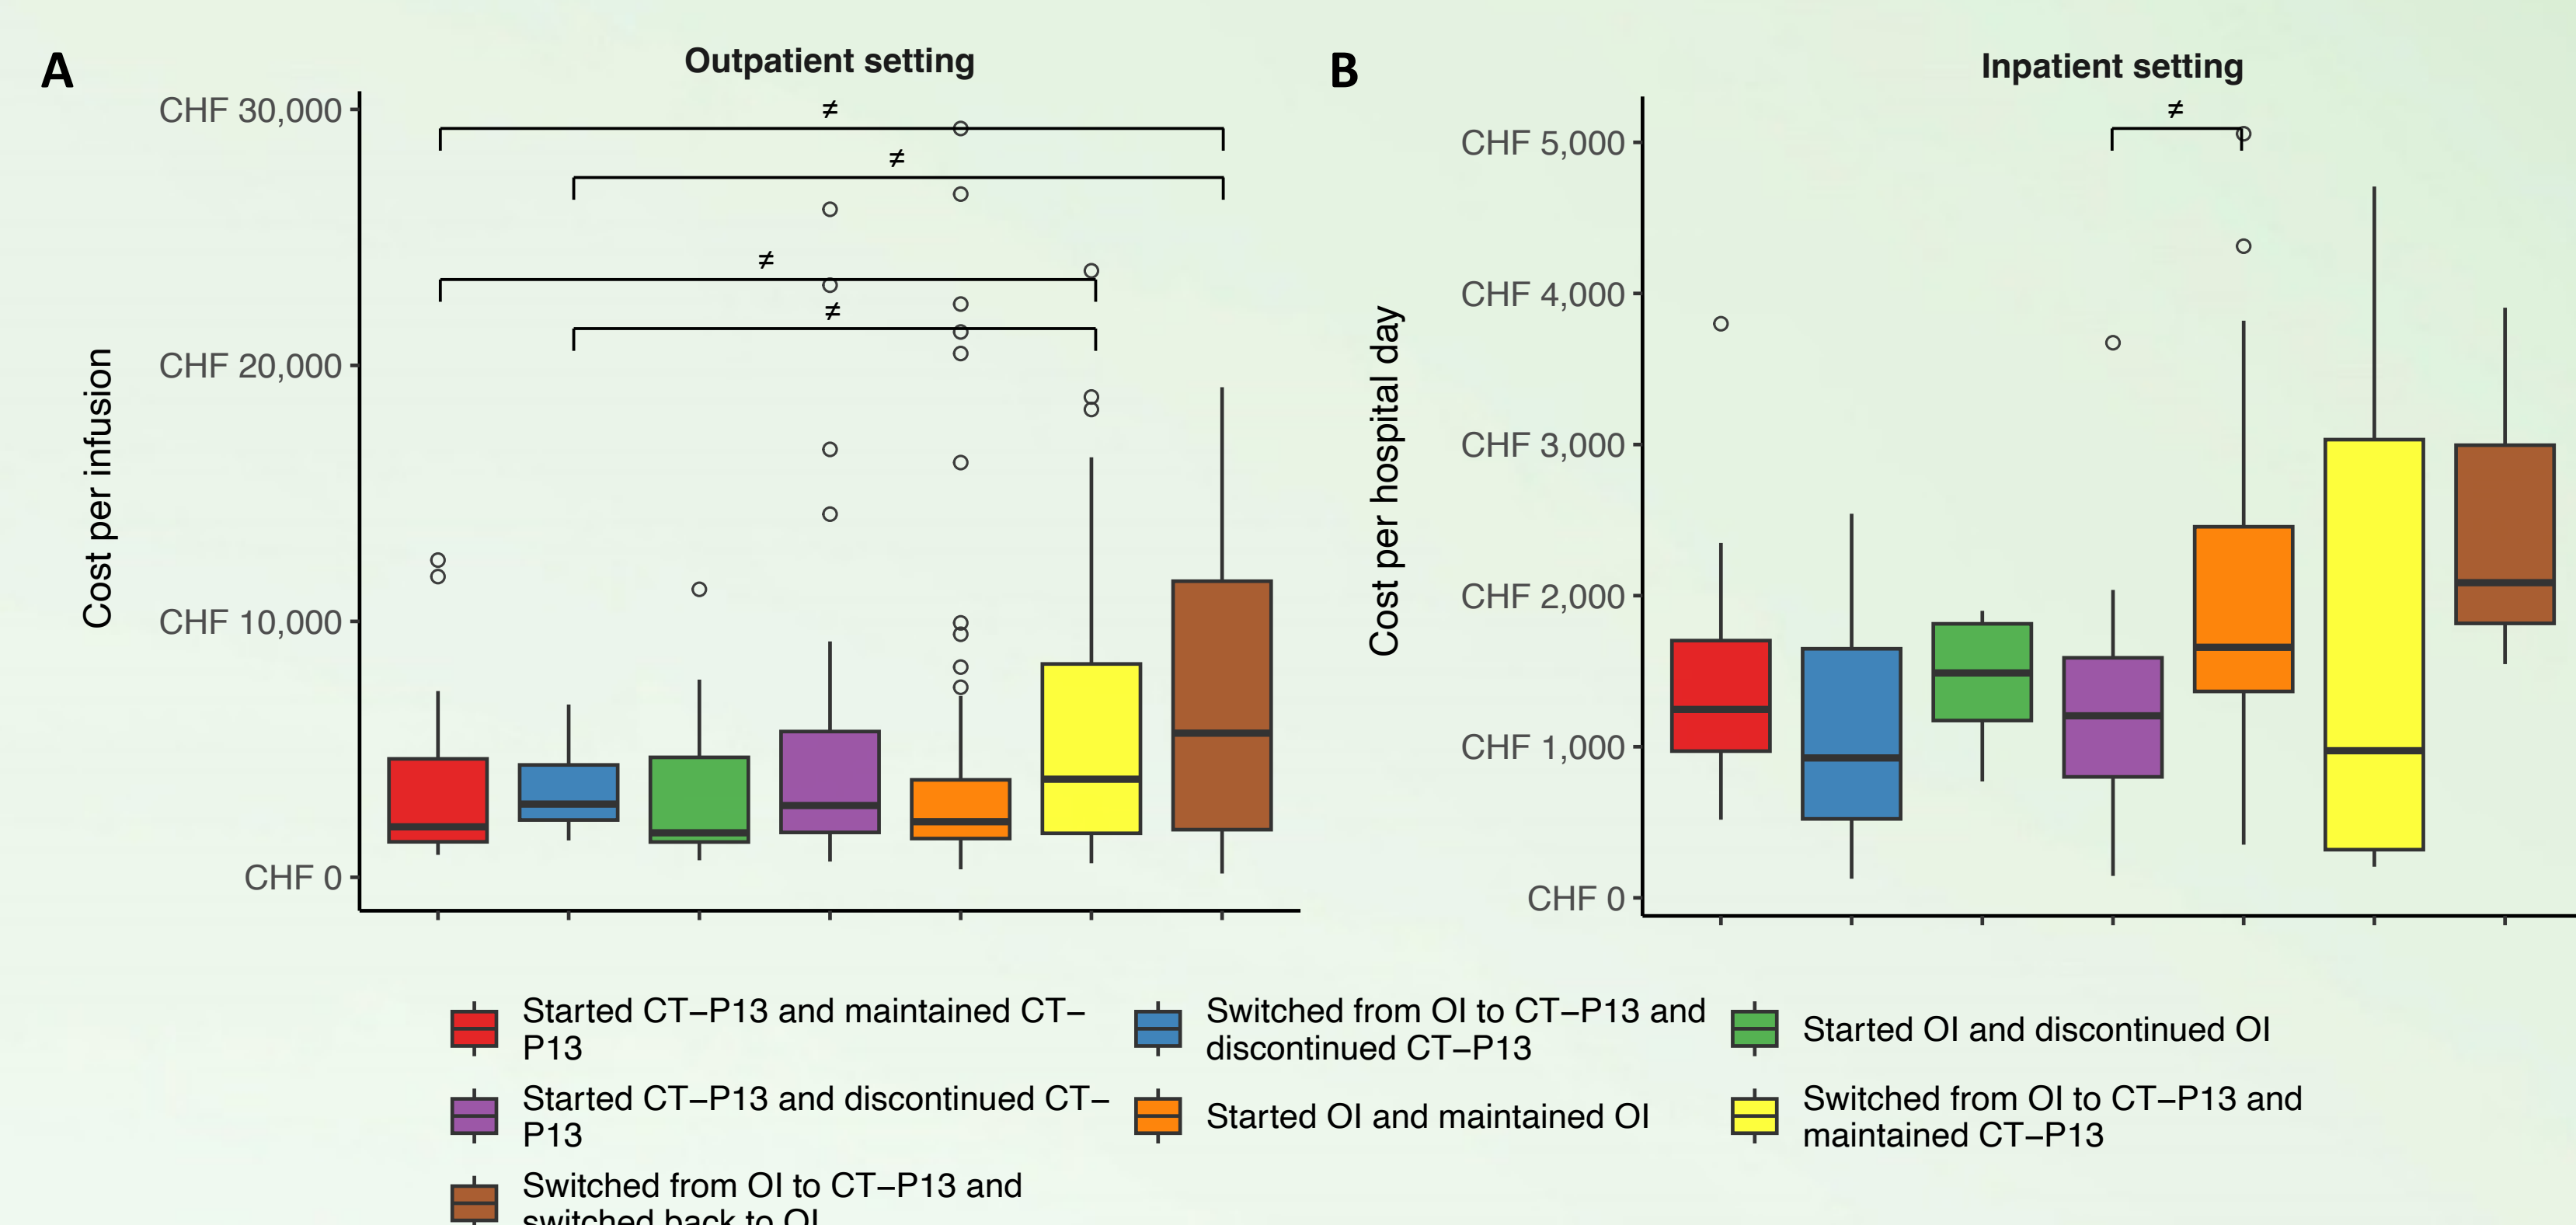 A
Outpatient setting
CHF 30,000
CHF 20,000
CHF 10,000
CHF 0
Cost per infusion
≠
≠
≠
≠
B
Inpatient setting
CHF 5,000
CHF 4,000
CHF 3,000
CHF 2,000
CHF 1,000
CHF 0
Cost per hospital day
≠
Started CT–P13 and maintained CT–
P13
Switched from OI to CT–P13 and
discontinued CT–P13
Started OI and discontinued OI
Started CT–P13 and discontinued CT–
P13
Started OI and maintained OI
Switched from OI to CT–P13 and
maintained CT–P13
Switched from OI to CT–P13 and
switched back to OI